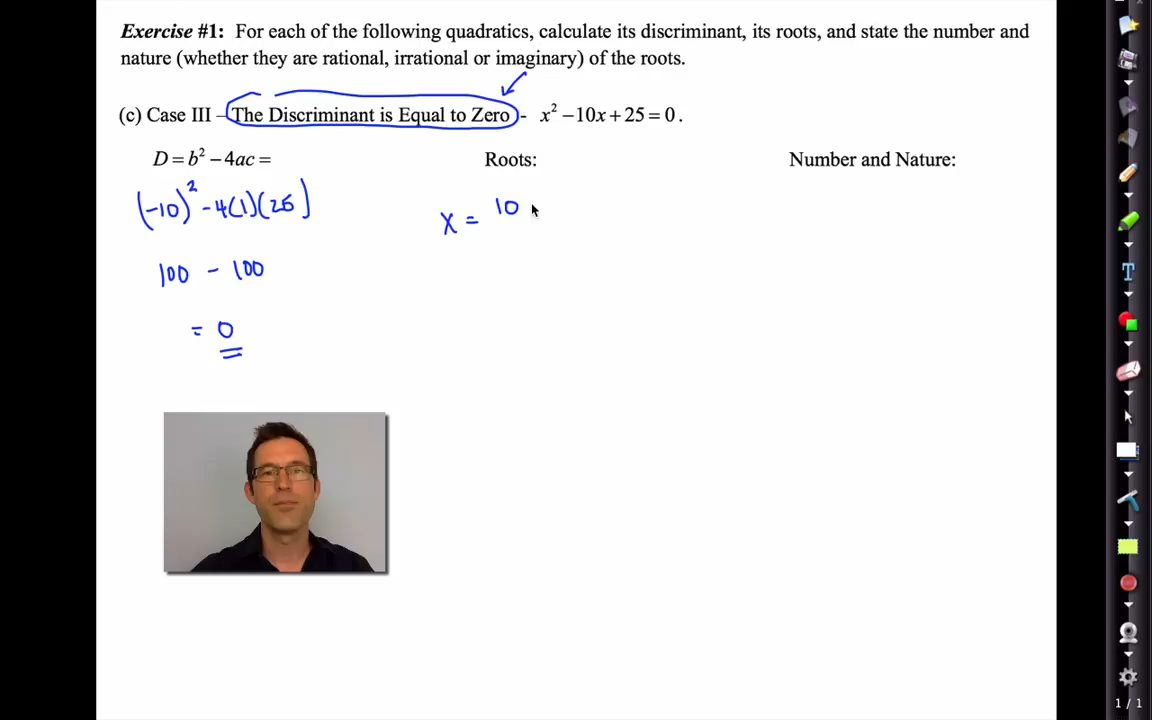 Exercise #1: For each of the following quadratics, calculate its discriminant, its roots, and state the number and
nature (whether they are rational, irrational or imaginary) of the roots.
(c) Case III – The Discriminant is Equal to Zero - x² − 10x + 25 = 0.
D = b² − 4ac =
Roots:
Number and Nature:
(-10)² - 4(1)(25)
x = 10
100 - 100
= 0
T
1 / 1